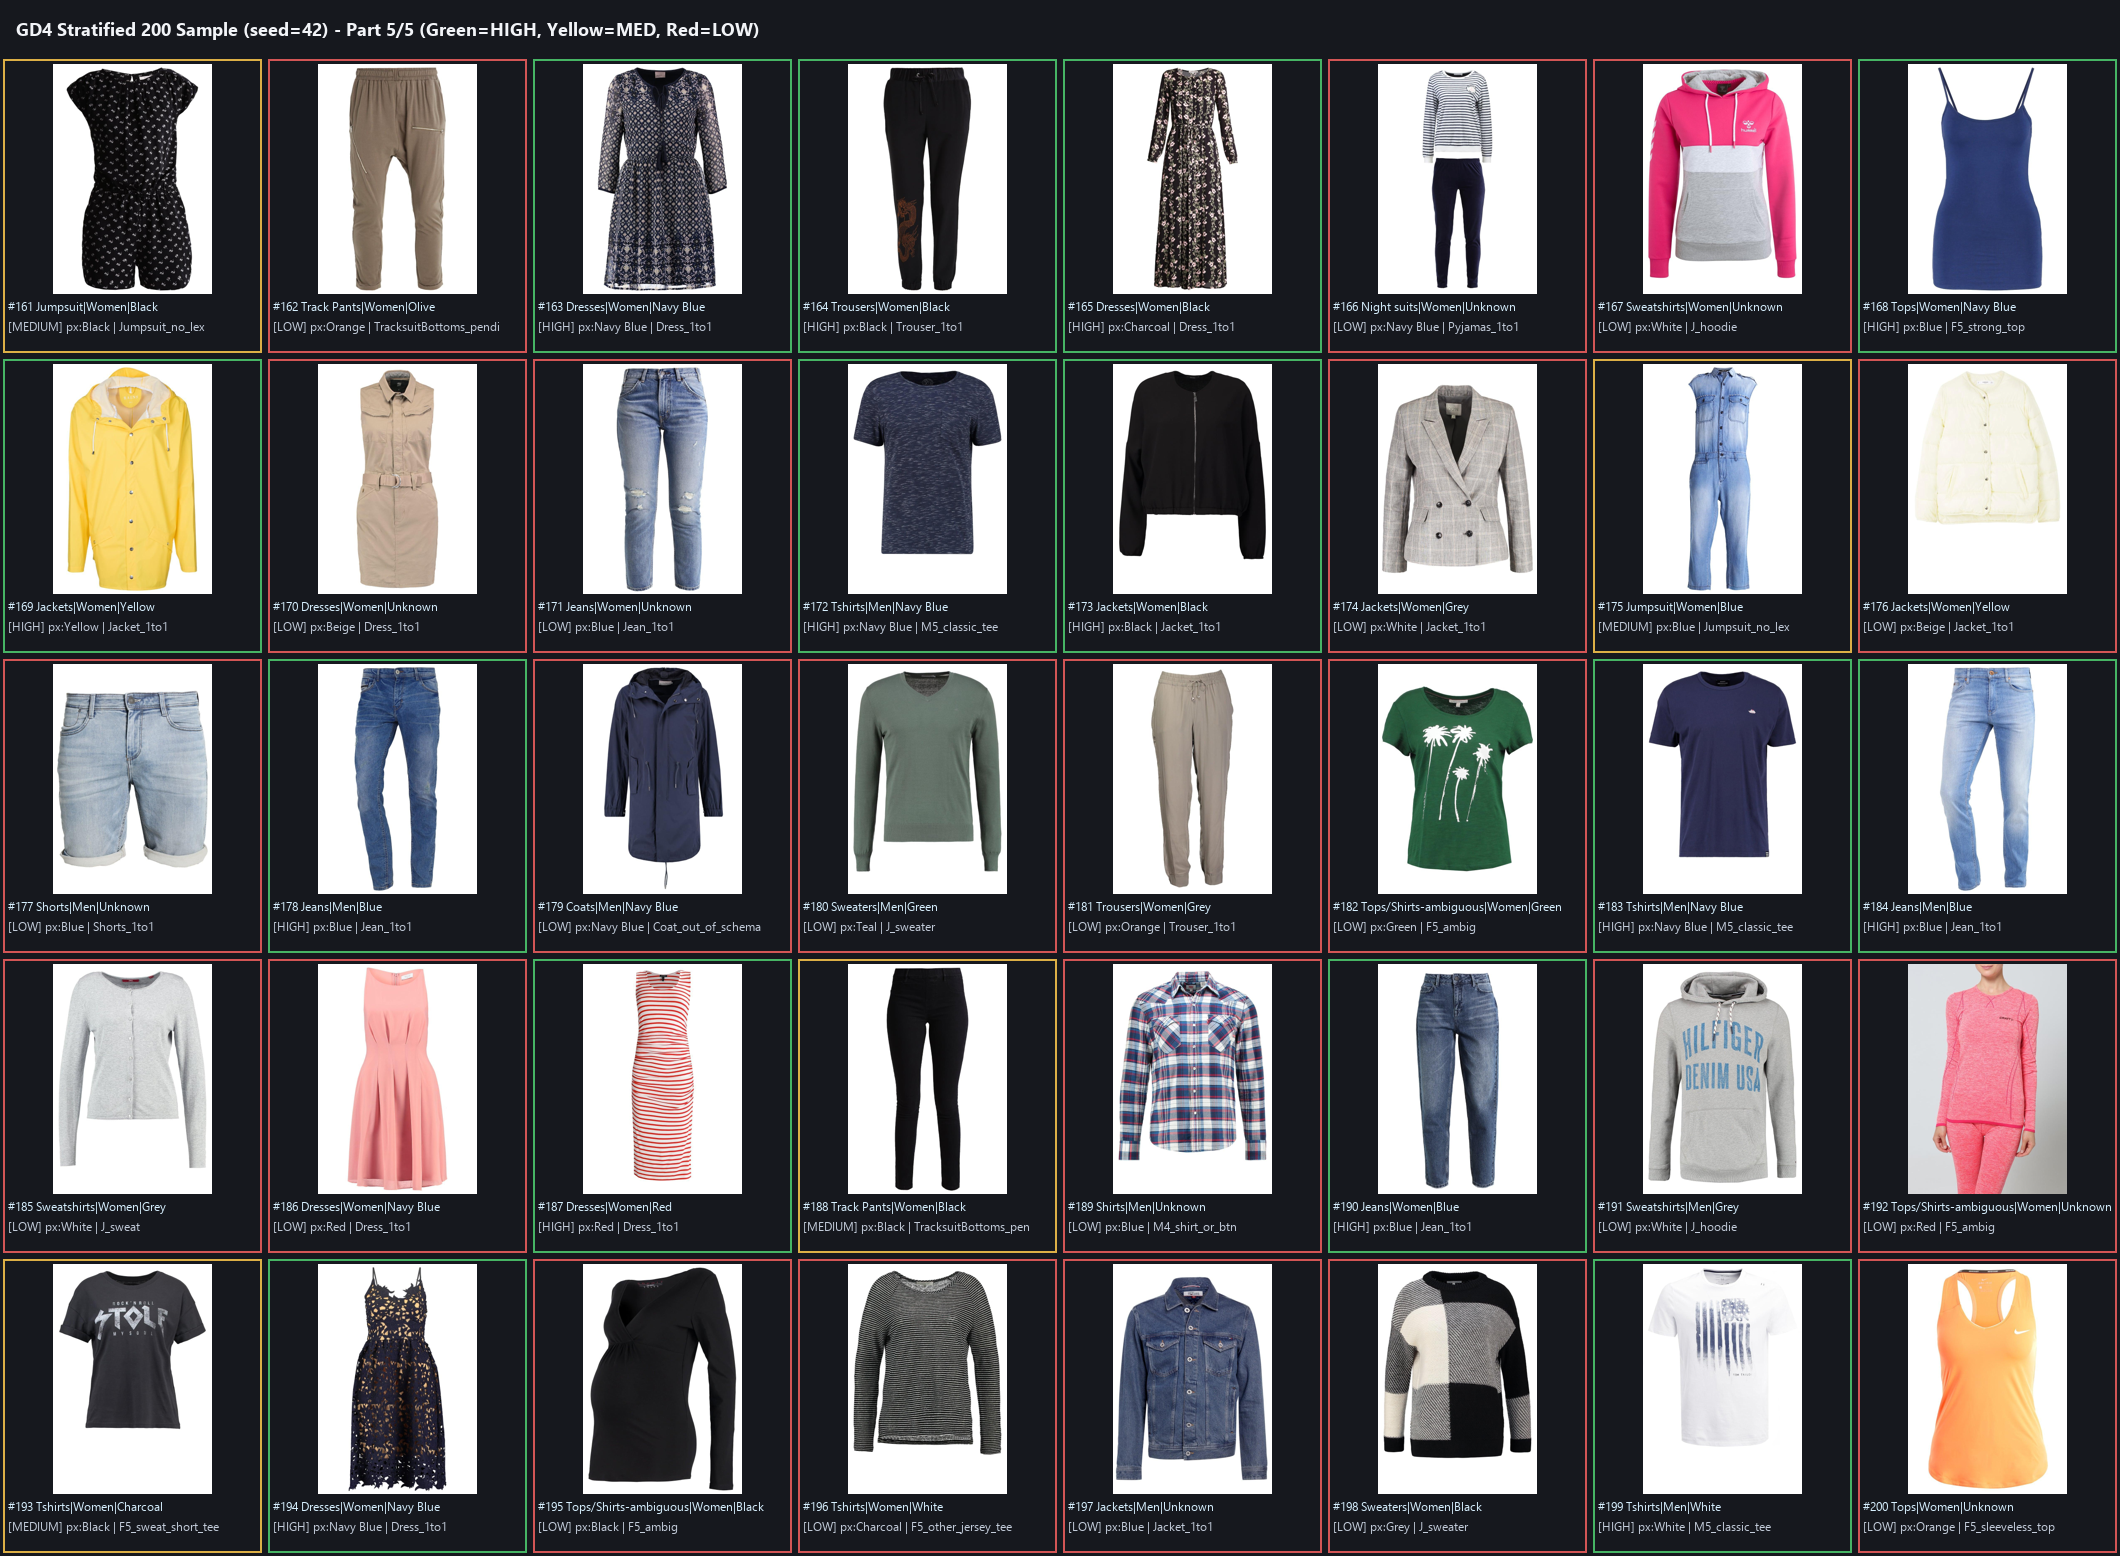 GD4 Stratified 200 Sample (seed=42) - Part 5/5 (Green=HIGH, Yellow=MED, Red=LOW)
#161 Jumpsuit|Women|Black
[MEDIUM] px:Black | Jumpsuit_no_lex
#162 Track Pants|Women|Olive
[LOW] px:Orange | TracksuitBottoms_pendi
#163 Dresses|Women|Navy Blue
[HIGH] px:Navy Blue | Dress_1to1
#164 Trousers|Women|Black
[HIGH] px:Black | Trouser_1to1
#165 Dresses|Women|Black
[HIGH] px:Charcoal | Dress_1to1
#166 Night suits|Women|Unknown
[LOW] px:Navy Blue | Pyjamas_1to1
hummel
#167 Sweatshirts|Women|Unknown
[LOW] px:White | J_hoodie
#168 Tops|Women|Navy Blue
[HIGH] px:Blue | F5_strong_top
#169 Jackets|Women|Yellow
[HIGH] px:Yellow | Jacket_1to1
#170 Dresses|Women|Unknown
[LOW] px:Beige | Dress_1to1
#171 Jeans|Women|Unknown
[LOW] px:Blue | Jean_1to1
#172 Tshirts|Men|Navy Blue
[HIGH] px:Navy Blue | M5_classic_tee
#173 Jackets|Women|Black
[HIGH] px:Black | Jacket_1to1
#174 Jackets|Women|Grey
[LOW] px:White | Jacket_1to1
#175 Jumpsuit|Women|Blue
[MEDIUM] px:Blue | Jumpsuit_no_lex
#176 Jackets|Women|Yellow
[LOW] px:Beige | Jacket_1to1
#177 Shorts|Men|Unknown
[LOW] px:Blue | Shorts_1to1
#178 Jeans|Men|Blue
[HIGH] px:Blue | Jean_1to1
#179 Coats|Men|Navy Blue
[LOW] px:Navy Blue | Coat_out_of_schema
#180 Sweaters|Men|Green
[LOW] px:Teal | J_sweater
#181 Trousers|Women|Grey
[LOW] px:Orange | Trouser_1to1
#182 Tops/Shirts-ambiguous|Women|Green
[LOW] px:Green | F5_ambig
#183 Tshirts|Men|Navy Blue
[HIGH] px:Navy Blue | M5_classic_tee
#184 Jeans|Men|Blue
[HIGH] px:Blue | Jean_1to1
#185 Sweatshirts|Women|Grey
[LOW] px:White | J_sweat
#186 Dresses|Women|Navy Blue
[LOW] px:Red | Dress_1to1
#187 Dresses|Women|Red
[HIGH] px:Red | Dress_1to1
#188 Track Pants|Women|Black
[MEDIUM] px:Black | TracksuitBottoms_pen
#189 Shirts|Men|Unknown
[LOW] px:Blue | M4_shirt_or_btn
#190 Jeans|Women|Blue
[HIGH] px:Blue | Jean_1to1
HILFIGER
DENIM USA
#191 Sweatshirts|Men|Grey
[LOW] px:White | J_hoodie
#192 Tops/Shirts-ambiguous|Women|Unknown
[LOW] px:Red | F5_ambig
STOLE
#193 Tshirts|Women|Charcoal
[MEDIUM] px:Black | F5_sweat_short_tee
#194 Dresses|Women|Navy Blue
[HIGH] px:Navy Blue | Dress_1to1
#195 Tops/Shirts-ambiguous|Women|Black
[LOW] px:Black | F5_ambig
#196 Tshirts|Women|White
[LOW] px:Charcoal | F5_other_jersey_tee
#197 Jackets|Men|Unknown
[LOW] px:Blue | Jacket_1to1
#198 Sweaters|Women|Black
[LOW] px:Grey | J_sweater
#199 Tshirts|Men|White
[HIGH] px:White | M5_classic_tee
#200 Tops|Women|Unknown
[LOW] px:Orange | F5_sleeveless_top